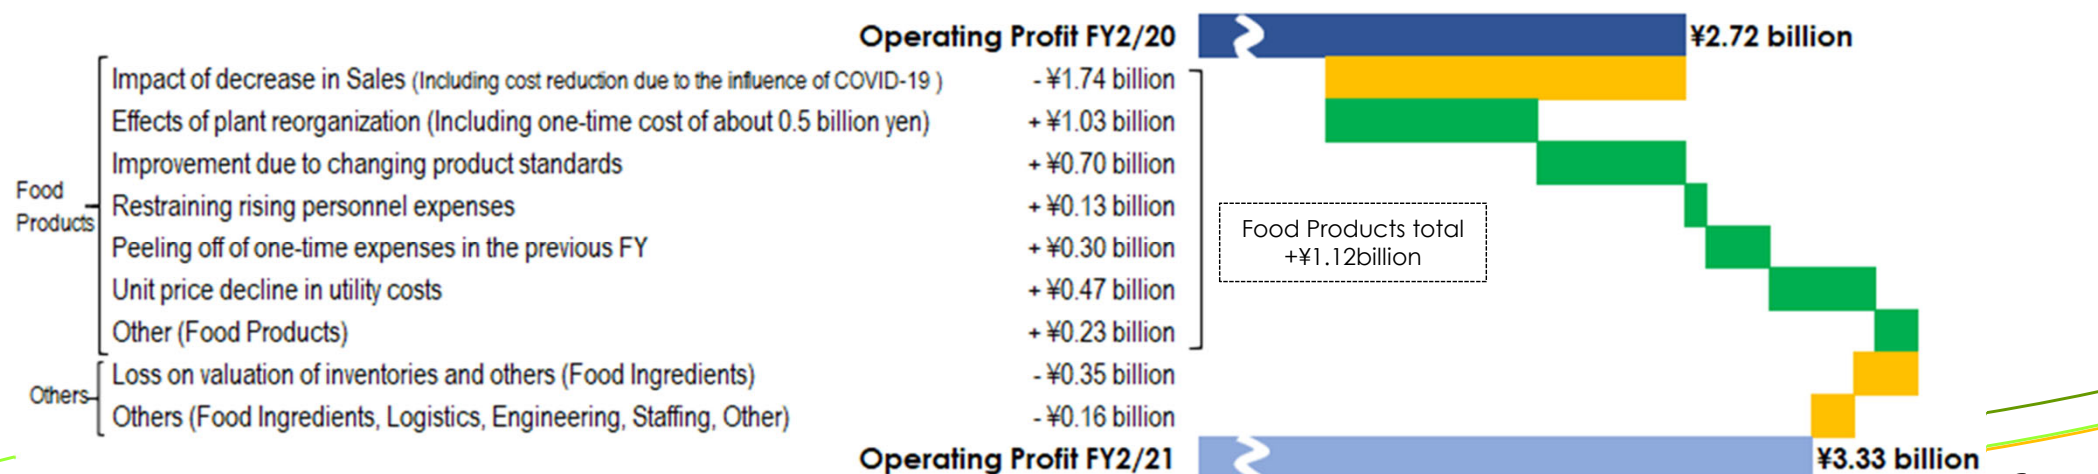 Operating Profit FY2/20 ¥2.72 billion
Impact of decrease in Sales (Including cost reduction due to the influence of COVID-19 ) - ¥1.74 billion
Effects of plant reorganization (Including one-time cost of about 0.5 billion yen) + ¥1.03 billion
Improvement due to changing product standards + ¥0.70 billion
Food
Products
Restraining rising personnel expenses + ¥0.13 billion
Peeling off of one-time expenses in the previous FY + ¥0.30 billion
Unit price decline in utility costs + ¥0.47 billion
Other (Food Products) + ¥0.23 billion
Food Products total
+¥1.12billion
Others
Loss on valuation of inventories and others (Food Ingredients) - ¥0.35 billion
Others (Food Ingredients, Logistics, Engineering, Staffing, Other) - ¥0.16 billion
Operating Profit FY2/21 ¥3.33 billion